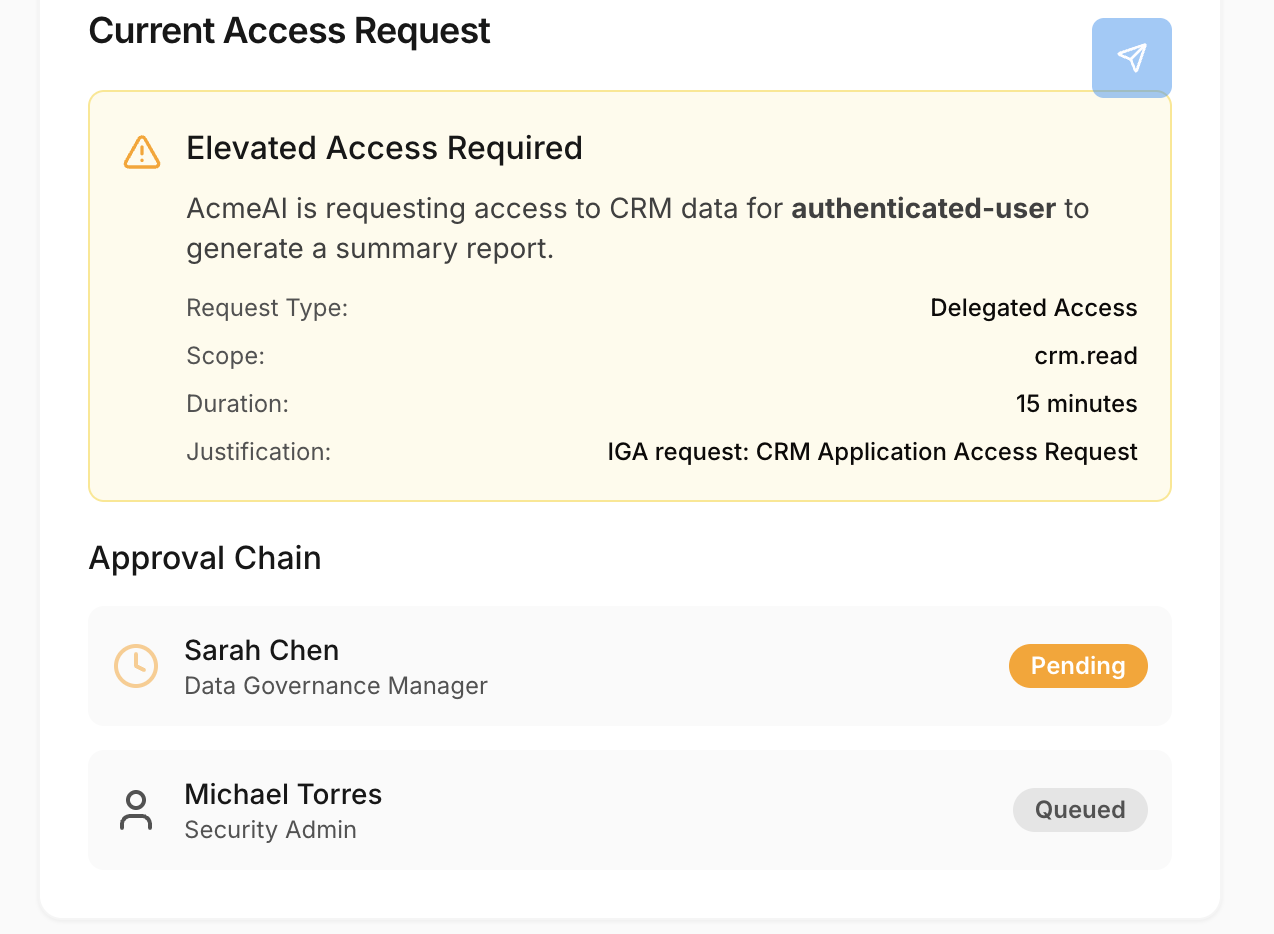 Current Access Request
Elevated Access Required
AcmeAI is requesting access to CRM data for authenticated-user to
generate a summary report.
Request Type: Delegated Access
Scope: crm.read
Duration: 15 minutes
Justification: IGA request: CRM Application Access Request
Approval Chain
Sarah Chen
Data Governance Manager
Pending
Michael Torres
Security Admin
Queued